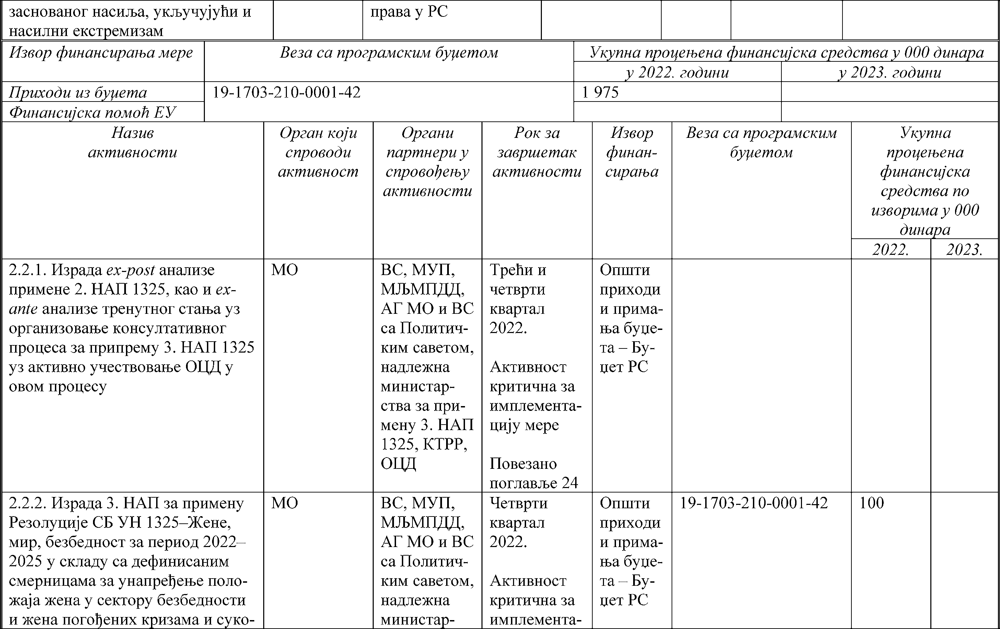 заснованог насиља, укључујући и
насилни екстремизам
права у РС
Извор финансирања мере
Веза са програмским буџетом
Укупна процењена финансијска средства у 000 динара
у 2022. години
у 2023. години
Приходи из буџета
19-1703-210-0001-42
1 975
Финансијска помоћ ЕУ
Назив
активности
Орган који
спроводи
активност
Органи
партнери у
спровођењу
активности
Рок за
завршетак
активности
Извор
финан-
сирања
Веза са програмским
буџетом
Укупна
процењена
финансијска
средства по
изворима у 000
динара
2022.
2023.
2.2.1. Израда ex-post анализе
примене 2. НАП 1325, као и ex-
ante анализе тренутног стања уз
организовање консултативног
процеса за припрему 3. НАП 1325
уз активно учествовање ОЦД у
овом процесу
МО
ВС, МУП,
МЉМПДД,
АГ МО и ВС
са Политич-
ким саветом,
надлежна
министар-
ства за при-
мену 3. НАП
1325, КТРР,
ОЦД
Трећи и
четврти
квартал
2022.
Активност
критична за
имплемента-
цију мере
Повезано
поглавље 24
Општи
приходи
и прима-
ња буџе-
та – Бу-
џет РС
2.2.2. Израда 3. НАП за примену
Резолуције СБ УН 1325–Жене,
мир, безбедност за период 2022–
2025 у складу са дефинисаним
смерницама за унапређење поло-
жаја жена у сектору безбедности
и жена погођених кризама и суко-
МО
ВС, МУП,
МЉМПДД,
АГ МО и ВС
са Политич-
ким саветом,
надлежна
министар-
Четврти
квартал
2022.
Активност
критична за
имплемента-
Општи
приходи
и прима-
ња буџе-
та – Бу-
џет РС
19-1703-210-0001-42
100